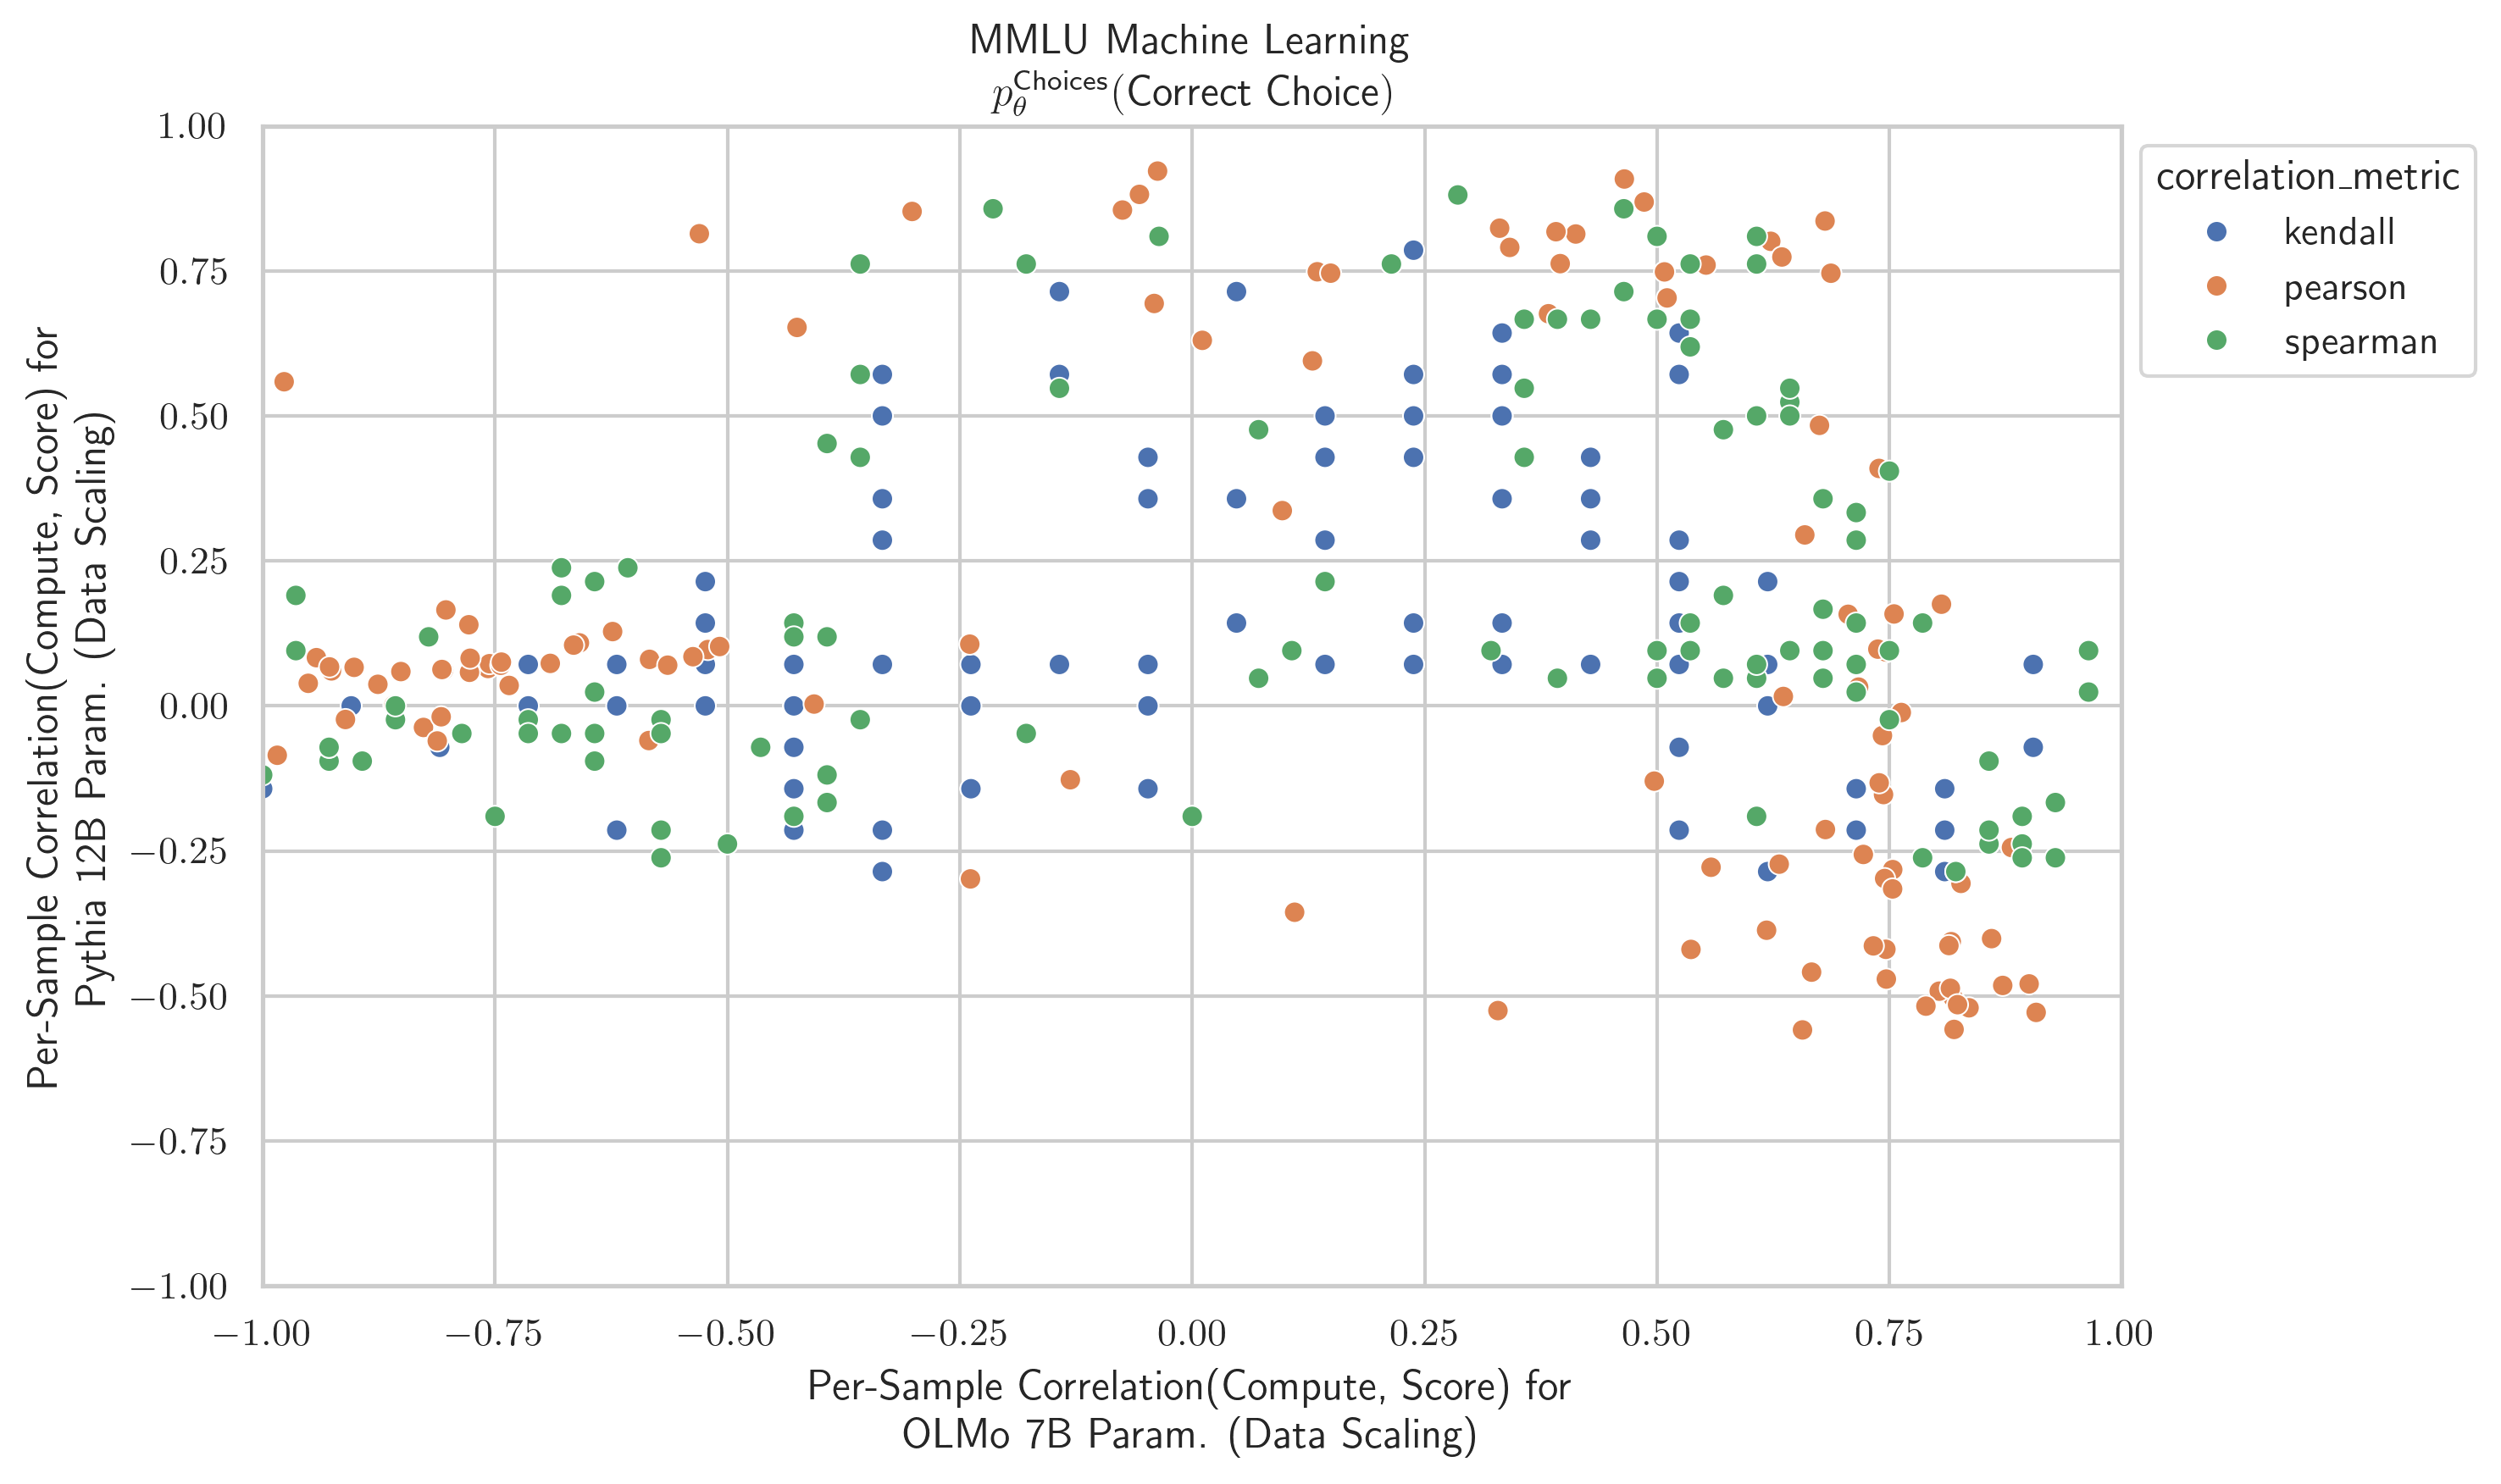 MMLU Machine Learning
p_θ^Choices(Correct Choice)
1.00
0.75
0.50
0.25
0.00
−0.25
−0.50
−0.75
−1.00
Per-Sample Correlation(Compute, Score) for
Pythia 12B Param. (Data Scaling)
−1.00 −0.75 −0.50 −0.25 0.00 0.25 0.50 0.75 1.00
Per-Sample Correlation(Compute, Score) for
OLMo 7B Param. (Data Scaling)
correlation_metric
kendall
pearson
spearman